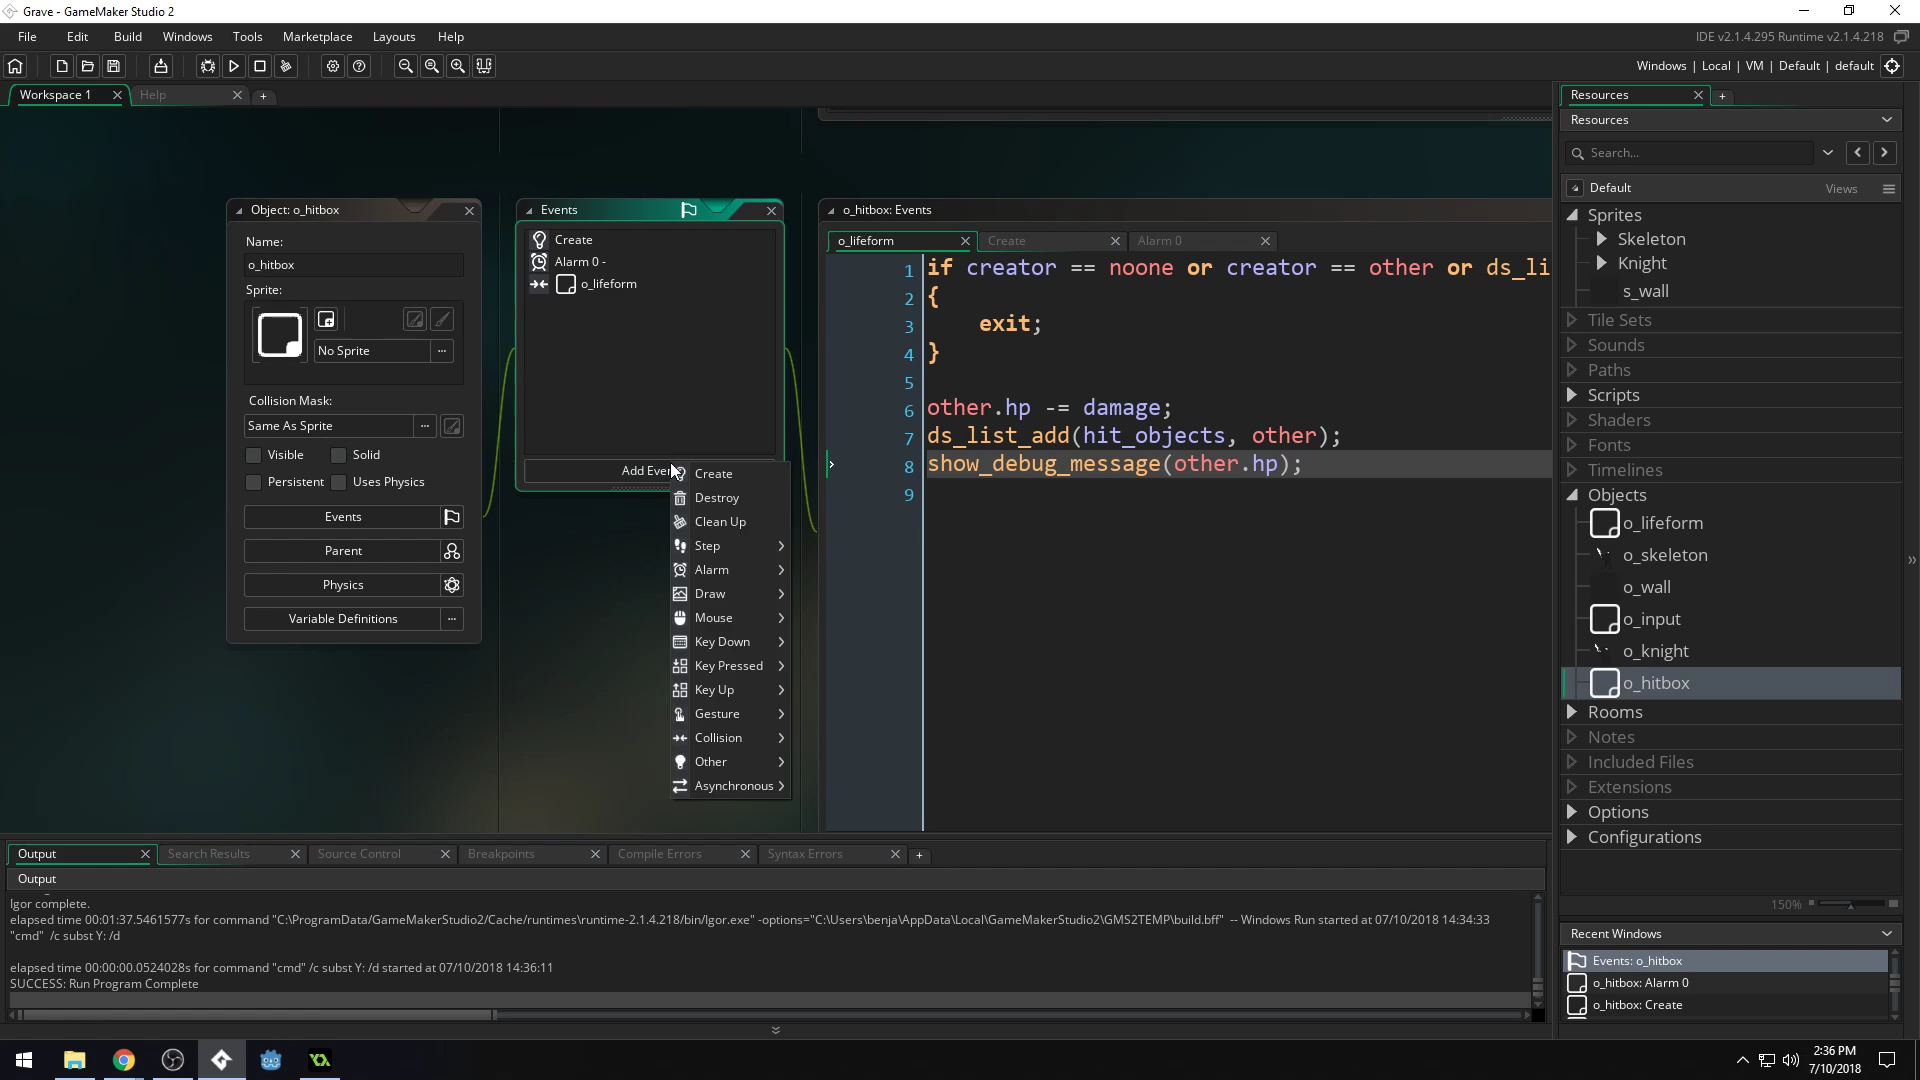 Grave - GameMaker Studio 2
File Edit Build Windows Tools Marketplace Layouts Help
IDE v2.1.4.295 Runtime v2.1.4.218
Windows | Local | VM | Default | default
Workspace 1
Help
Object: o_hitbox
Name:
o_hitbox
Sprite:
No Sprite
Collision Mask:
Same As Sprite
Visible Solid
Persistent Uses Physics
Events
Parent
Physics
Variable Definitions
Events
Create
Alarm 0 -
o_lifeform
Create
Destroy
Clean Up
Step
Alarm
Draw
Mouse
Key Down
Key Pressed
Key Up
Gesture
Collision
Other
Asynchronous
o_hitbox: Events
o_lifeform Create Alarm 0
1 if creator == noone or creator == other or ds_li
2 {
3 exit;
4 }
5
6 other.hp -= damage;
7 ds_list_add(hit_objects, other);
8 show_debug_message(other.hp);
9
Resources
Resources
Search...
Default Views
Sprites
Skeleton
Knight
s_wall
Tile Sets
Sounds
Paths
Scripts
Shaders
Fonts
Timelines
Objects
o_lifeform
o_skeleton
o_wall
o_input
o_knight
o_hitbox
Rooms
Notes
Included Files
Extensions
Options
Configurations
150%
Recent Windows
Events: o_hitbox
o_hitbox: Alarm 0
o_hitbox: Create
Output Search Results Source Control Breakpoints Compile Errors Syntax Errors
Output
Igor complete.
elapsed time 00:01:37.5461577s for command "C:\ProgramData/GameMakerStudio2/Cache/runtimes\runtime-2.1.4.218/bin/Igor.exe" -options="C:\Users\benja\AppData\Local\GameMakerStudio2\GMS2TEMP\build.bff" -- Windows Run started at 07/10/2018 14:34:33
"cmd" /c subst Y: /d
elapsed time 00:00:00.0524028s for command "cmd" /c subst Y: /d started at 07/10/2018 14:36:11
SUCCESS: Run Program Complete
2:36 PM
7/10/2018